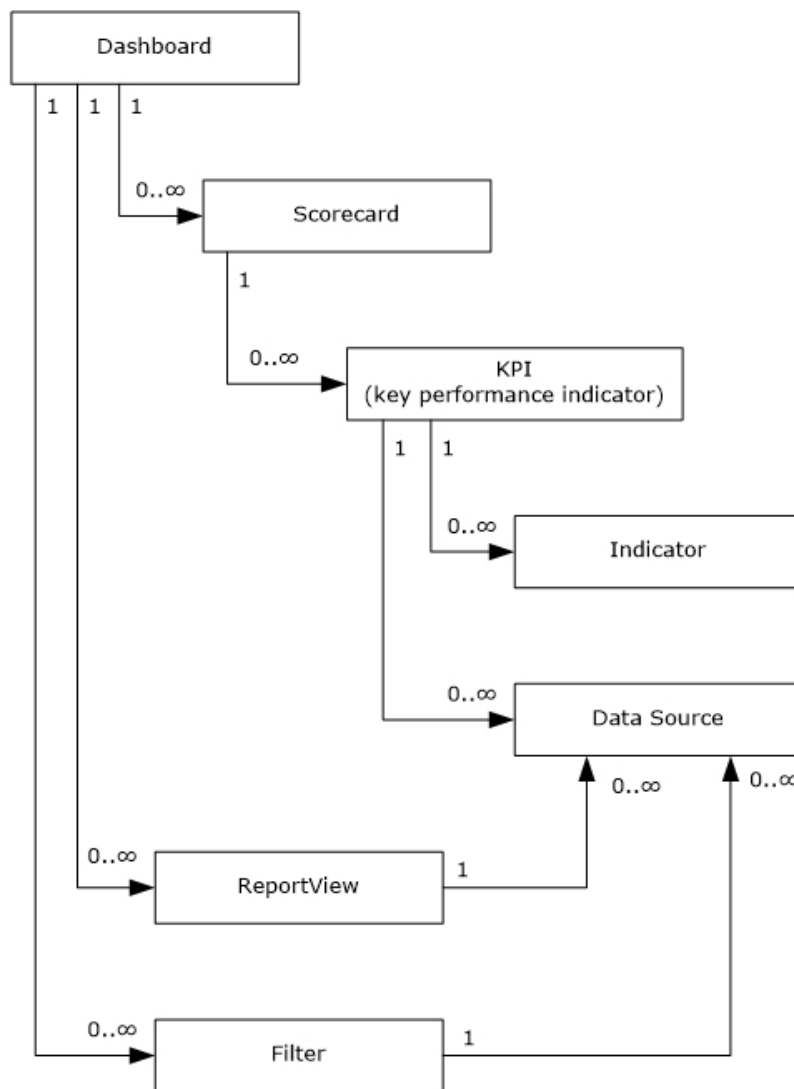 Dashboard
1
1
1
0..∞
Scorecard
1
0..∞
KPI
(key performance indicator)
1
1
0..∞
Indicator
0..∞
Data Source
0..∞
0..∞
0..∞
ReportView
1
0..∞
Filter
1